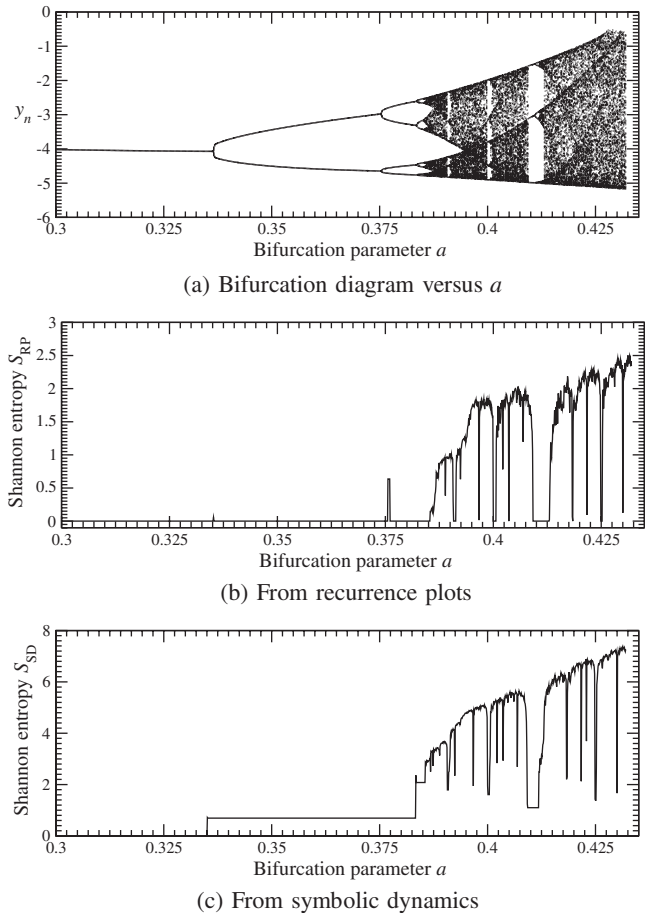 -0
-1
-2
y_n -3
-4
-5
-6
0.3 0.325 0.35 0.375 0.4 0.425
Bifurcation parameter a
(a) Bifurcation diagram versus a
3
2.5
2
1.5
1
0.5
0
Shannon entropy S_RP
0.3 0.325 0.35 0.375 0.4 0.425
Bifurcation parameter a
(b) From recurrence plots
8
6
4
2
0
Shannon entropy S_SD
0.3 0.325 0.35 0.375 0.4 0.425
Bifurcation parameter a
(c) From symbolic dynamics